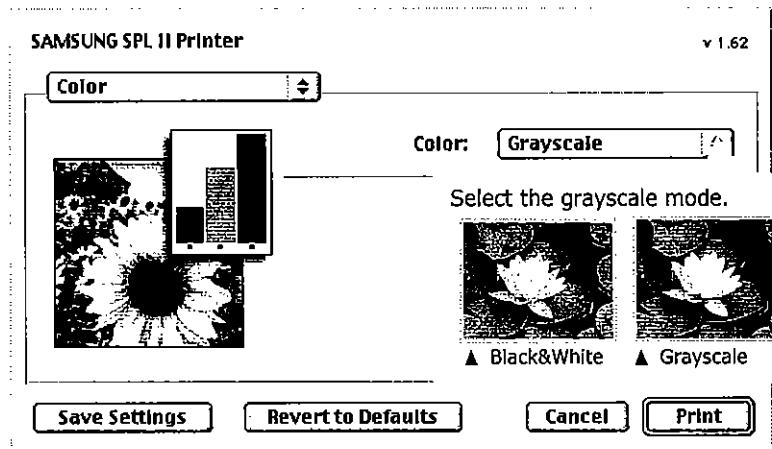 SAMSUNG SPL II Printer
v 1.62
Color
Color: Grayscale
Select the grayscale mode.
▲ Black&White ▲ Grayscale
Save Settings Revert to Defaults Cancel Print